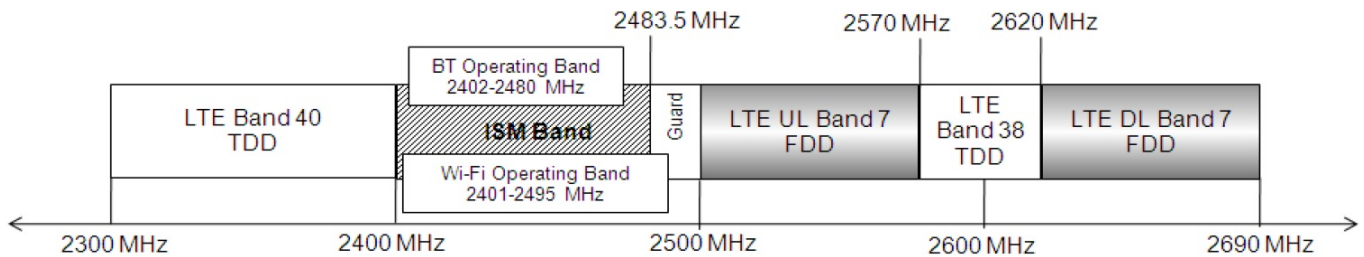 2483.5 MHz
2570 MHz
2620 MHz
BT Operating Band
2402-2480 MHz
LTE Band 40
TDD
ISM Band
Guard
LTE UL Band 7
FDD
LTE
Band 38
TDD
LTE DL Band 7
FDD
Wi-Fi Operating Band
2401-2495 MHz
2300 MHz
2400 MHz
2500 MHz
2600 MHz
2690 MHz